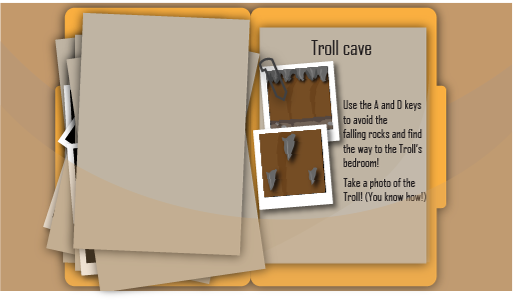 Troll cave
Use the A and D keys
to avoid the
falling rocks and find
the way to the Troll's
bedroom!
Take a photo of the
Troll! (You know how!)